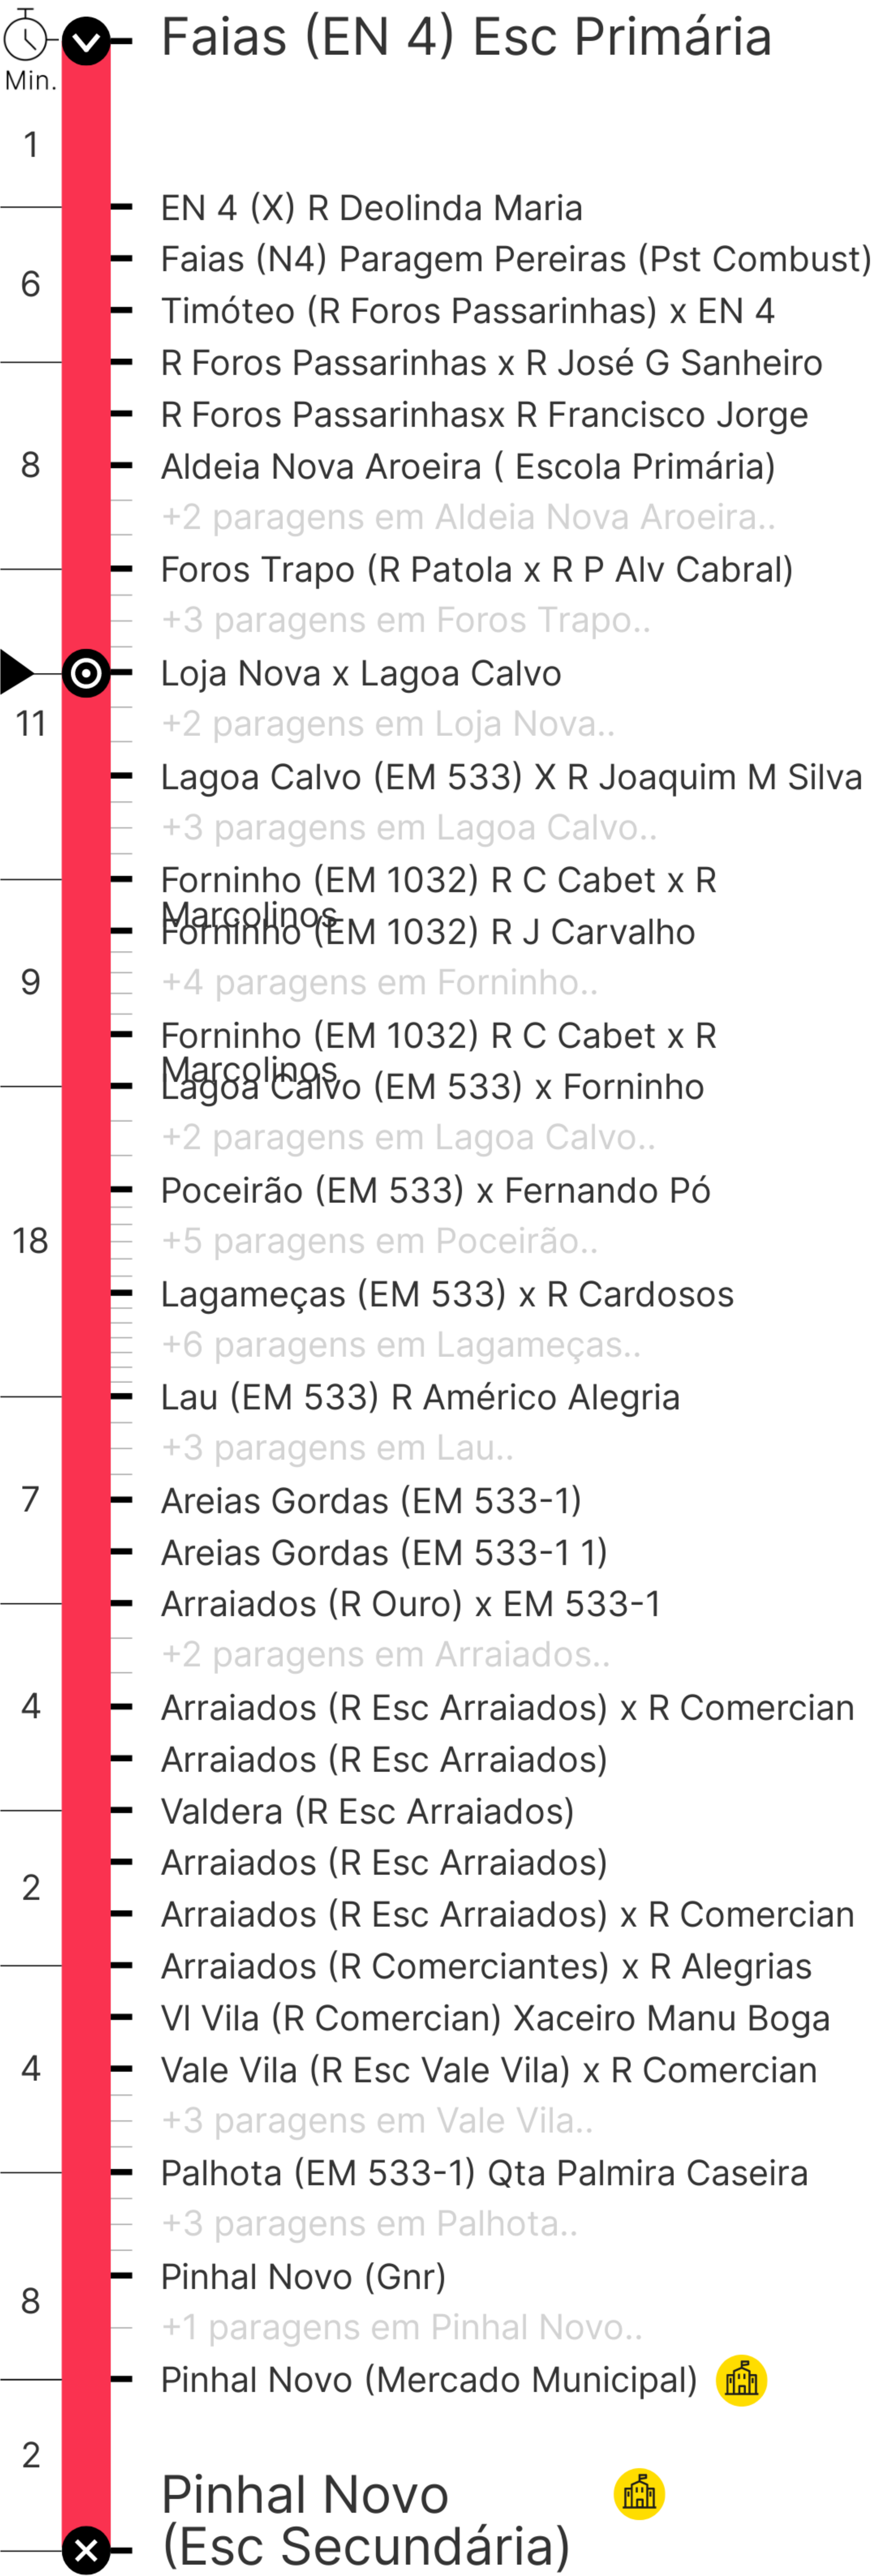 Faias (EN 4) Esc Primária
Min.
1
EN 4 (X) R Deolinda Maria
Faias (N4) Paragem Pereiras (Pst Combust)
6
Timóteo (R Foros Passarinhas) x EN 4
R Foros Passarinhas x R José G Sanheiro
R Foros Passarinhasx R Francisco Jorge
8
Aldeia Nova Aroeira ( Escola Primária)
+2 paragens em Aldeia Nova Aroeira..
Foros Trapo (R Patola x R P Alv Cabral)
+3 paragens em Foros Trapo..
Loja Nova x Lagoa Calvo
11
+2 paragens em Loja Nova..
Lagoa Calvo (EM 533) X R Joaquim M Silva
+3 paragens em Lagoa Calvo..
Forninho (EM 1032) R C Cabet x R
Marcolinos
Forninho (EM 1032) R J Carvalho
9
+4 paragens em Forninho..
Forninho (EM 1032) R C Cabet x R
Marcolinos
Lagoa Calvo (EM 533) x Forninho
+2 paragens em Lagoa Calvo..
Poceirão (EM 533) x Fernando Pó
18
+5 paragens em Poceirão..
Lagameças (EM 533) x R Cardosos
+6 paragens em Lagameças..
Lau (EM 533) R Américo Alegria
+3 paragens em Lau..
7
Areias Gordas (EM 533-1)
Areias Gordas (EM 533-1 1)
Arraiados (R Ouro) x EM 533-1
+2 paragens em Arraiados..
4
Arraiados (R Esc Arraiados) x R Comercian
Arraiados (R Esc Arraiados)
Valdera (R Esc Arraiados)
Arraiados (R Esc Arraiados)
2
Arraiados (R Esc Arraiados) x R Comercian
Arraiados (R Comerciantes) x R Alegrias
Vl Vila (R Comercian) Xaceiro Manu Boga
4
Vale Vila (R Esc Vale Vila) x R Comercian
+3 paragens em Vale Vila..
Palhota (EM 533-1) Qta Palmira Caseira
+3 paragens em Palhota..
Pinhal Novo (Gnr)
8
+1 paragens em Pinhal Novo..
Pinhal Novo (Mercado Municipal)
2
Pinhal Novo
(Esc Secundária)